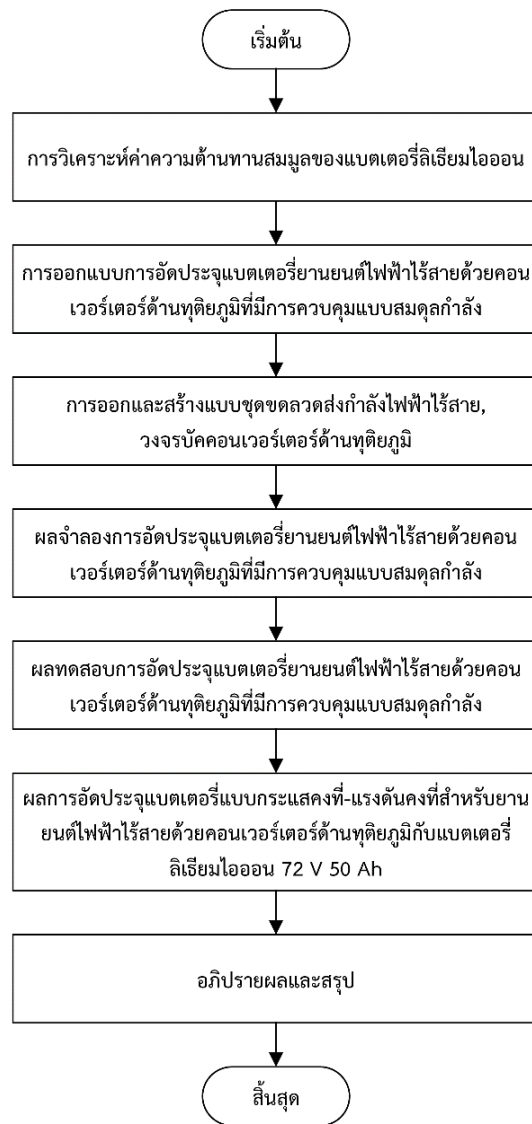 เริ่มต้น
การวิเคราะห์ค่าความต้านทานสมมูลของแบตเตอรี่ลิเธียมไอออน
การออกแบบการอัดประจุแบตเตอรี่ยานยนต์ไฟฟ้าไร้สายด้วยคอน
เวอร์เตอร์ด้านทุติยภูมิที่มีการควบคุมแบบสมดุลกำลัง
การออกและสร้างแบบชุดขดลวดส่งกำลังไฟฟ้าไร้สาย,
วงจรบัคคอนเวอร์เตอร์ด้านทุติยภูมิ
ผลจำลองการอัดประจุแบตเตอรี่ยานยนต์ไฟฟ้าไร้สายด้วยคอน
เวอร์เตอร์ด้านทุติยภูมิที่มีการควบคุมแบบสมดุลกำลัง
ผลทดสอบการอัดประจุแบตเตอรี่ยานยนต์ไฟฟ้าไร้สายด้วยคอน
เวอร์เตอร์ด้านทุติยภูมิที่มีการควบคุมแบบสมดุลกำลัง
ผลการอัดประจุแบตเตอรี่แบบกระแสคงที่-แรงดันคงที่สำหรับยาน
ยนต์ไฟฟ้าไร้สายด้วยคอนเวอร์เตอร์ด้านทุติยภูมิกับแบตเตอรี่
ลิเธียมไอออน 72 V 50 Ah
อภิปรายผลและสรุป
สิ้นสุด